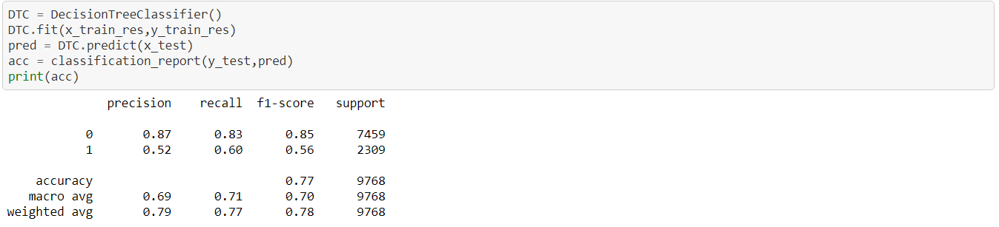 DTC = DecisionTreeClassifier()
DTC.fit(x_train_res,y_train_res)
pred = DTC.predict(x_test)
acc = classification_report(y_test,pred)
print(acc)
precision recall f1-score support
0 0.87 0.83 0.85 7459
1 0.52 0.60 0.56 2309
accuracy 0.77 9768
macro avg 0.69 0.71 0.70 9768
weighted avg 0.79 0.77 0.78 9768